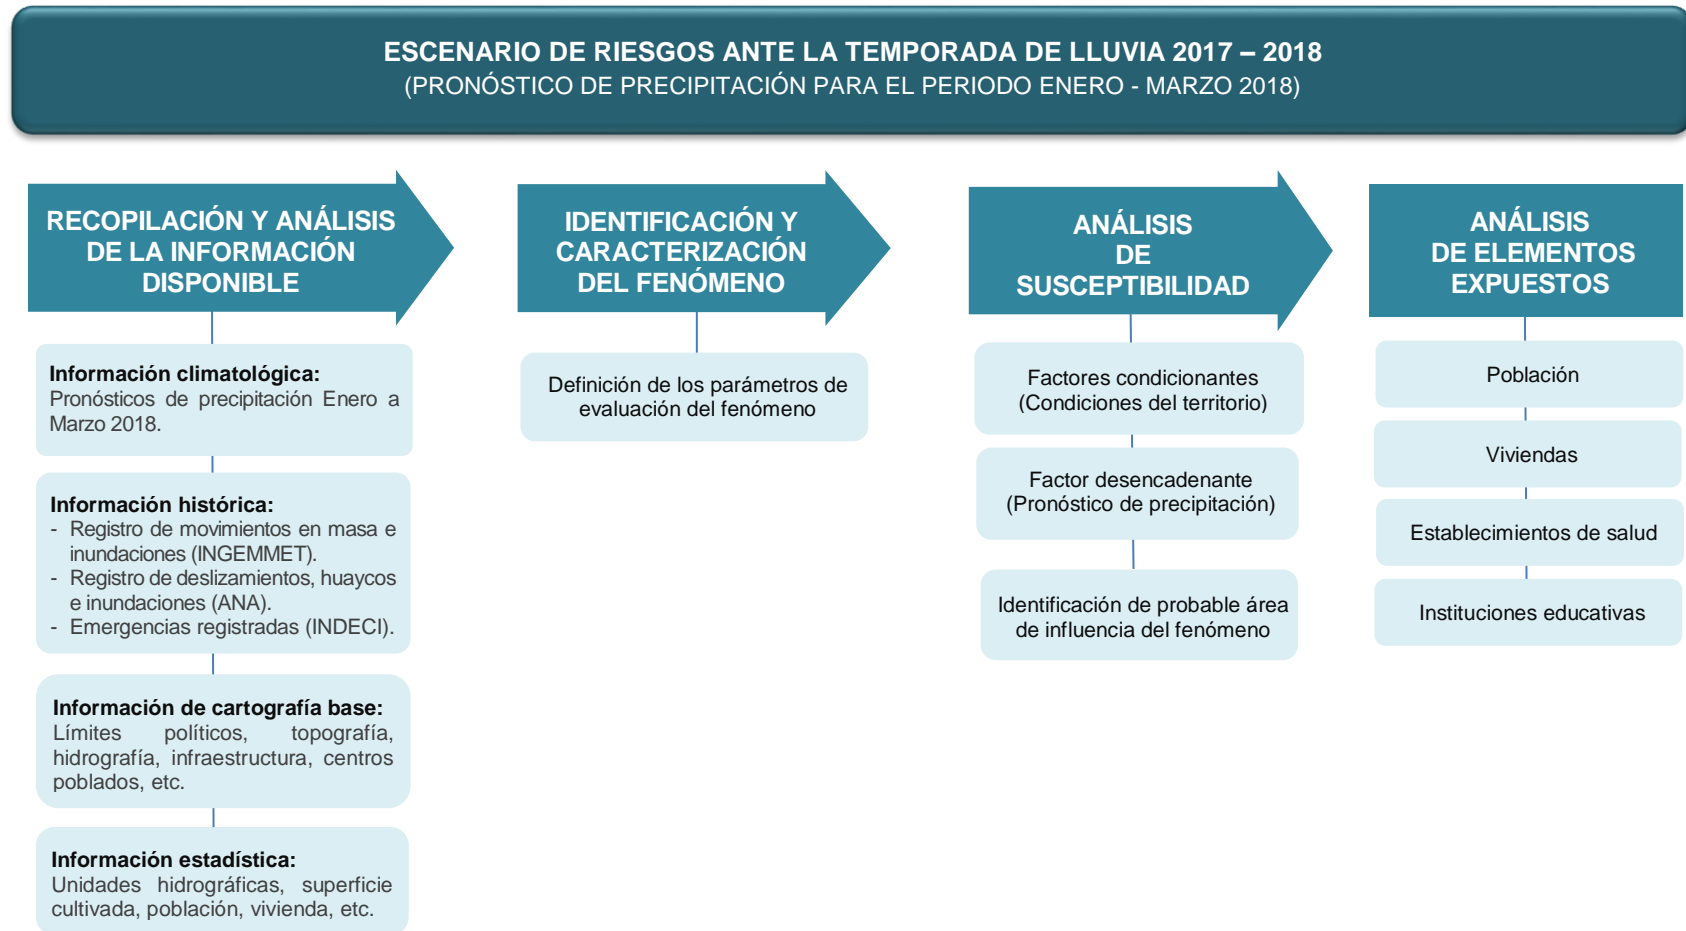 ESCENARIO DE RIESGOS ANTE LA TEMPORADA DE LLUVIA 2017 – 2018
(PRONÓSTICO DE PRECIPITACIÓN PARA EL PERIODO ENERO - MARZO 2018)
RECOPILACIÓN Y ANÁLISIS
DE LA INFORMACIÓN
DISPONIBLE
Información climatológica:
Pronósticos de precipitación Enero a
Marzo 2018.
Información histórica:
- Registro de movimientos en masa e
inundaciones (INGEMMET).
- Registro de deslizamientos, huaycos
e inundaciones (ANA).
- Emergencias registradas (INDECI).
Información de cartografía base:
Límites políticos, topografía,
hidrografía, infraestructura, centros
poblados, etc.
Información estadística:
Unidades hidrográficas, superficie
cultivada, población, vivienda, etc.
IDENTIFICACIÓN Y
CARACTERIZACIÓN
DEL FENÓMENO
Definición de los parámetros de
evaluación del fenómeno
ANÁLISIS
DE
SUSCEPTIBILIDAD
Factores condicionantes
(Condiciones del territorio)
Factor desencadenante
(Pronóstico de precipitación)
Identificación de probable área
de influencia del fenómeno
ANÁLISIS
DE ELEMENTOS
EXPUESTOS
Población
Viviendas
Establecimientos de salud
Instituciones educativas